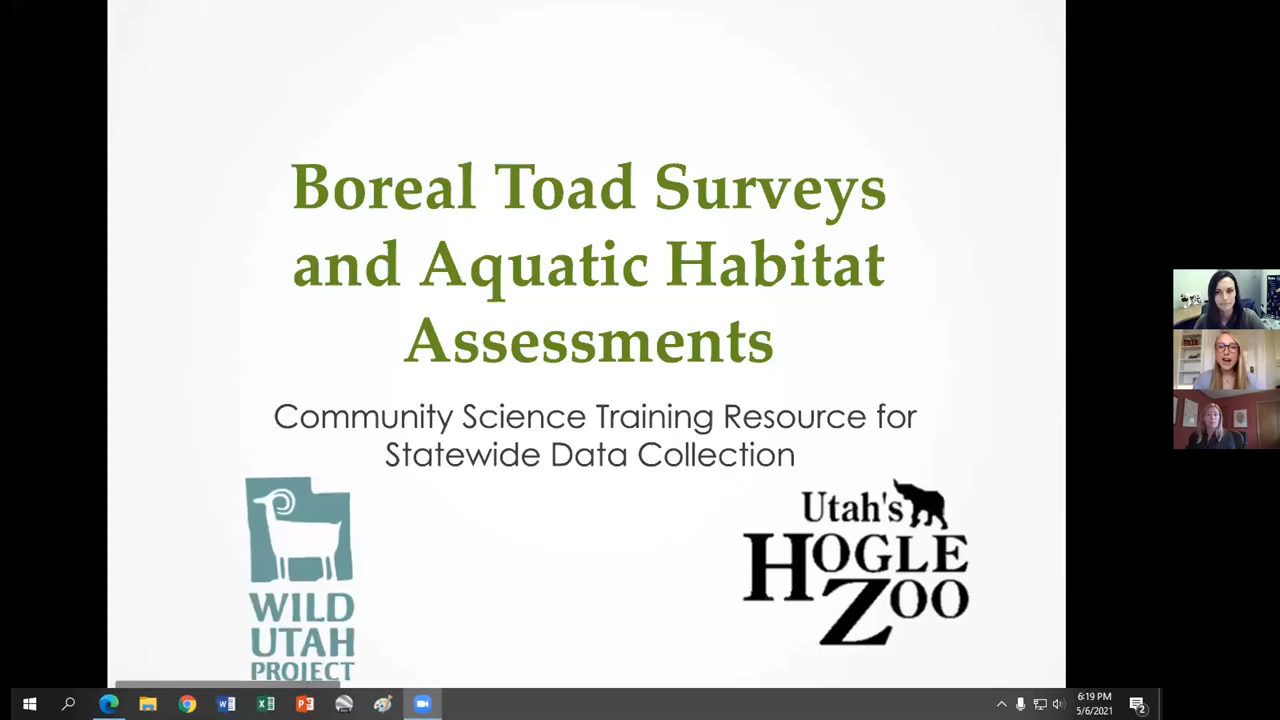 Boreal Toad Surveys
and Aquatic Habitat
Assessments
Community Science Training Resource for
Statewide Data Collection
WILD
UTAH
PROJECT
Utah's
HOGLE
ZOO
6:19 PM
5/6/2021
2